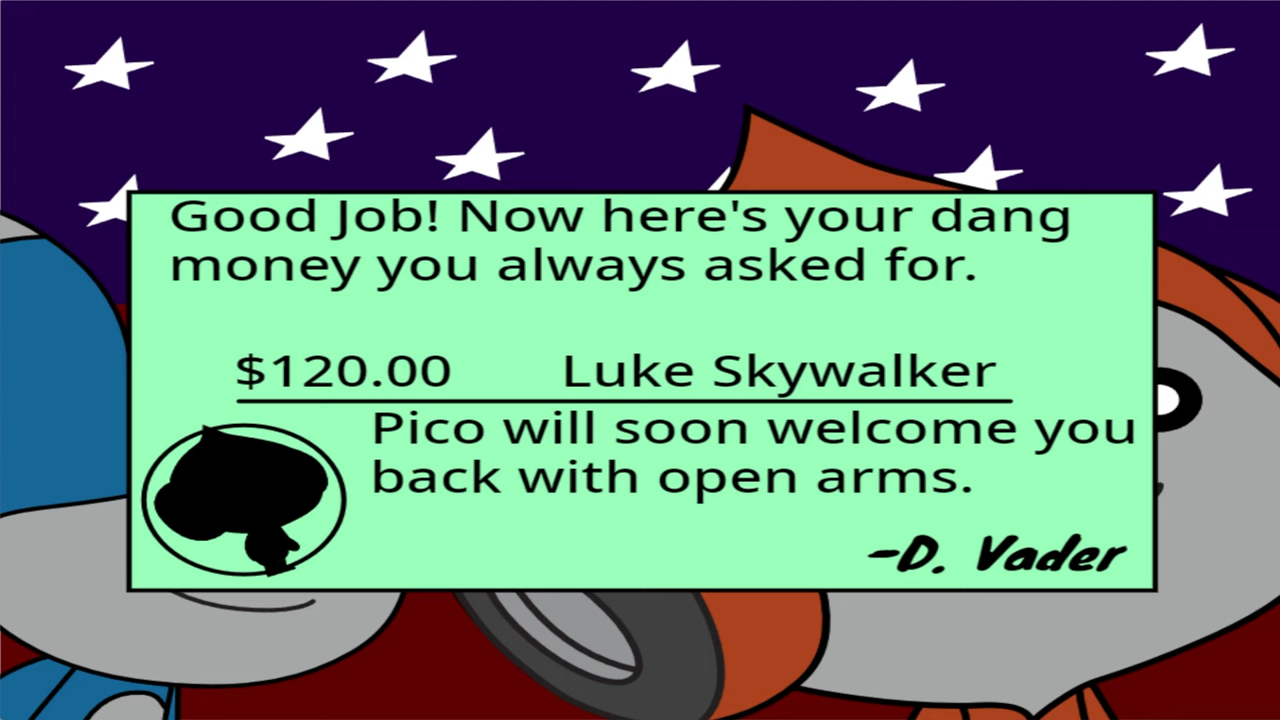 Good Job! Now here's your dang
money you always asked for.
$120.00 Luke Skywalker
Pico will soon welcome you
back with open arms.
-D. Vader